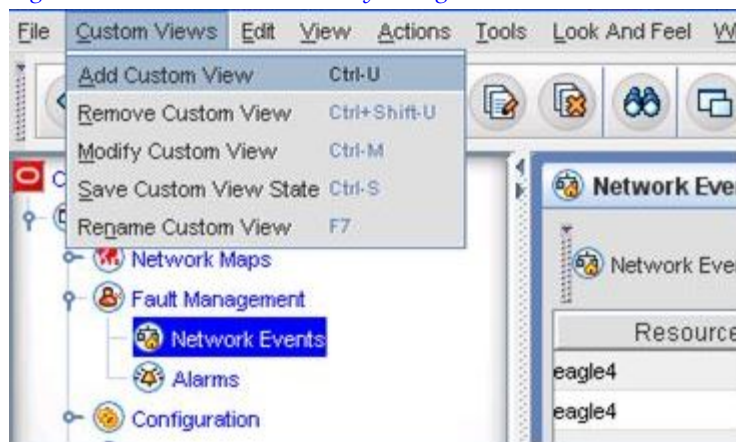 File Custom Views Edit View Actions Tools Look And Feel
Add Custom View Ctrl-U
Remove Custom View Ctrl+Shift-U
Modify Custom View Ctrl-M
Save Custom View State Ctrl-S
Rename Custom View F7
Network Maps
Fault Management
Network Events
Alarms
Configuration
Network Eve
Network Eve
Resource
eagle4
eagle4